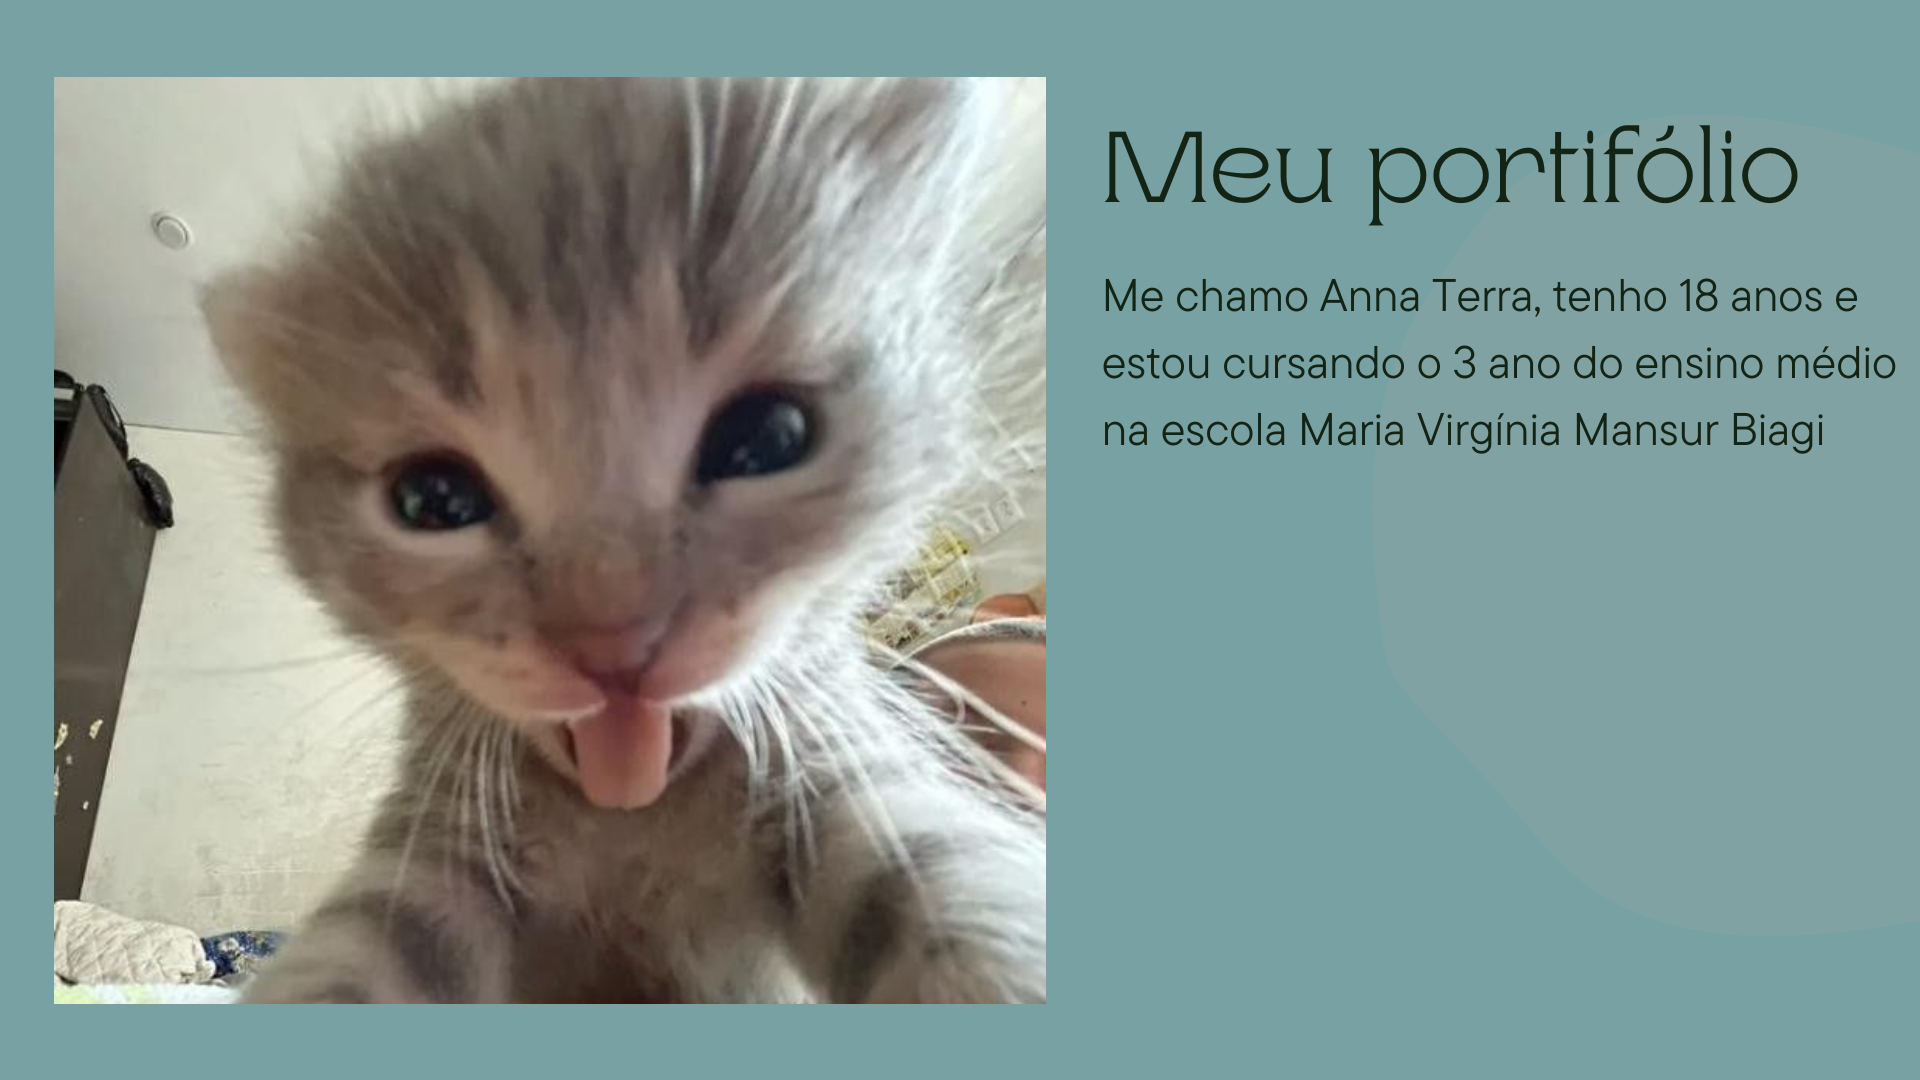 Meu portifólio
Me chamo Anna Terra, tenho 18 anos e
estou cursando o 3 ano do ensino médio
na escola Maria Virgínia Mansur Biagi